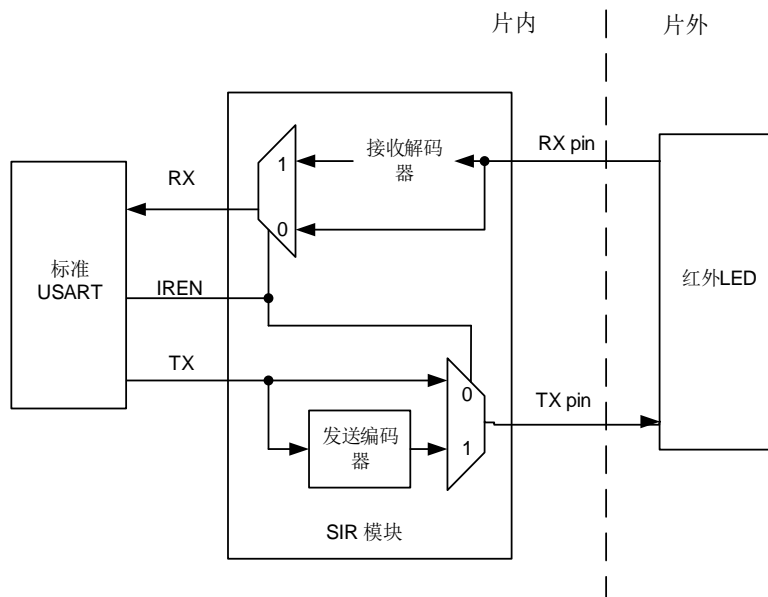 片内
片外
接收解码
器
RX pin
1
RX
0
标准
USART
IREN
红外LED
TX
0
TX pin
发送编码
器
1
SIR 模块